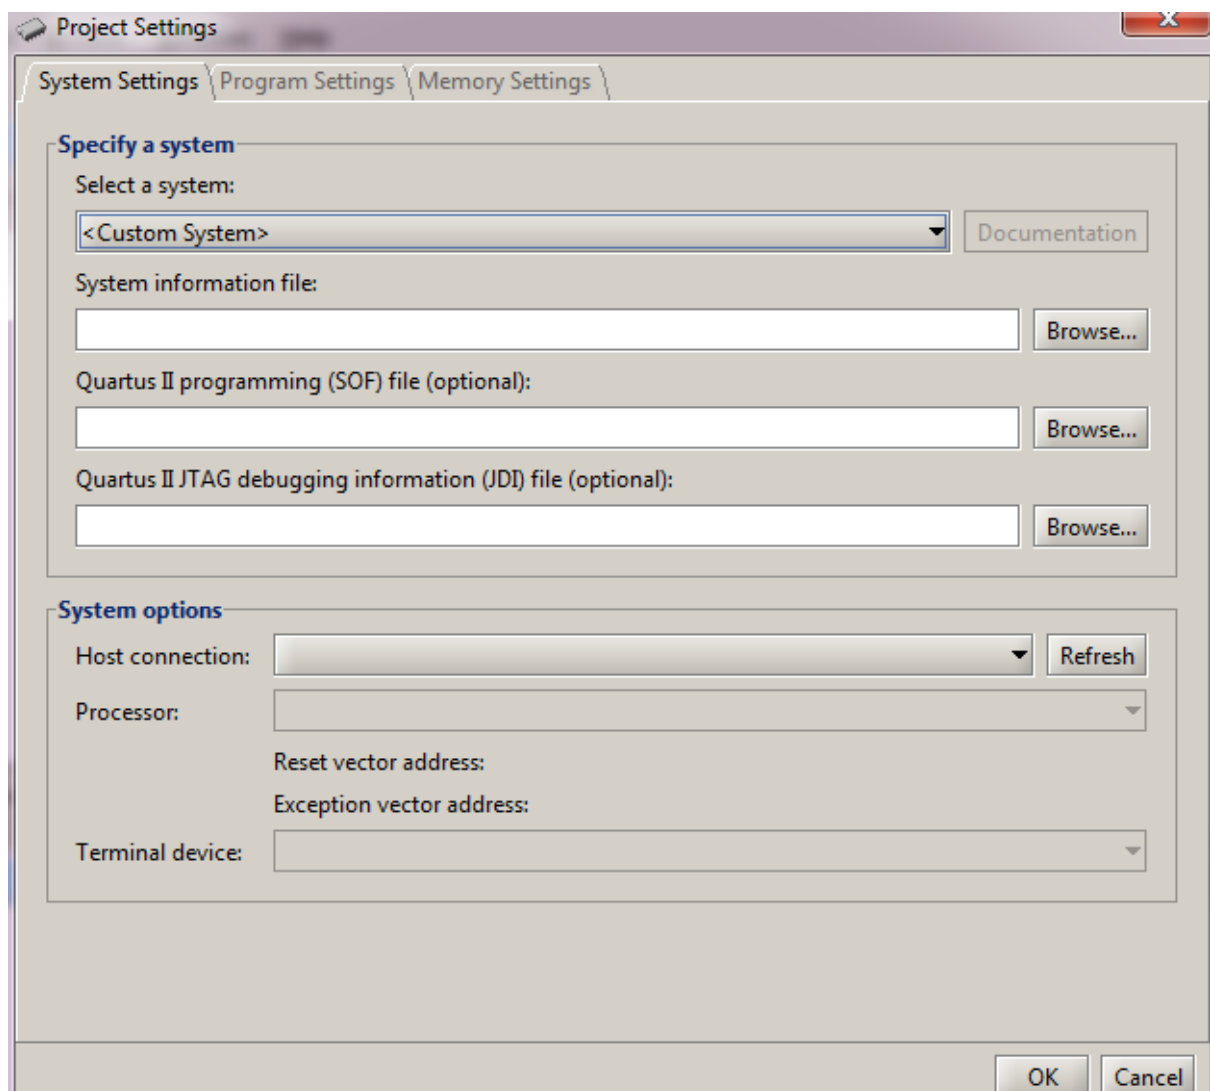 Project Settings
System Settings Program Settings Memory Settings
Specify a system
Select a system:
<Custom System> Documentation
System information file:
Browse...
Quartus II programming (SOF) file (optional):
Browse...
Quartus II JTAG debugging information (JDI) file (optional):
Browse...
System options
Host connection: Refresh
Processor:
Reset vector address:
Exception vector address:
Terminal device:
OK Cancel